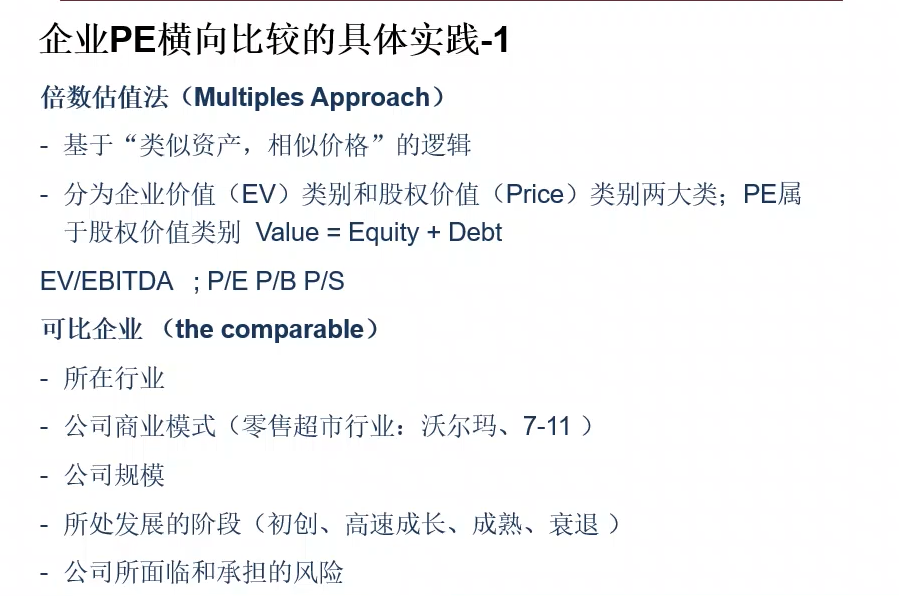 企业PE横向比较的具体实践-1
倍数估值法（Multiples Approach）
- 基于“类似资产，相似价格”的逻辑
- 分为企业价值（EV）类别和股权价值（Price）类别两大类；PE属
于股权价值类别 Value = Equity + Debt
EV/EBITDA ; P/E P/B P/S
可比企业 （the comparable）
- 所在行业
- 公司商业模式（零售超市行业：沃尔玛、7-11 ）
- 公司规模
- 所处发展的阶段（初创、高速成长、成熟、衰退 ）
- 公司所面临和承担的风险